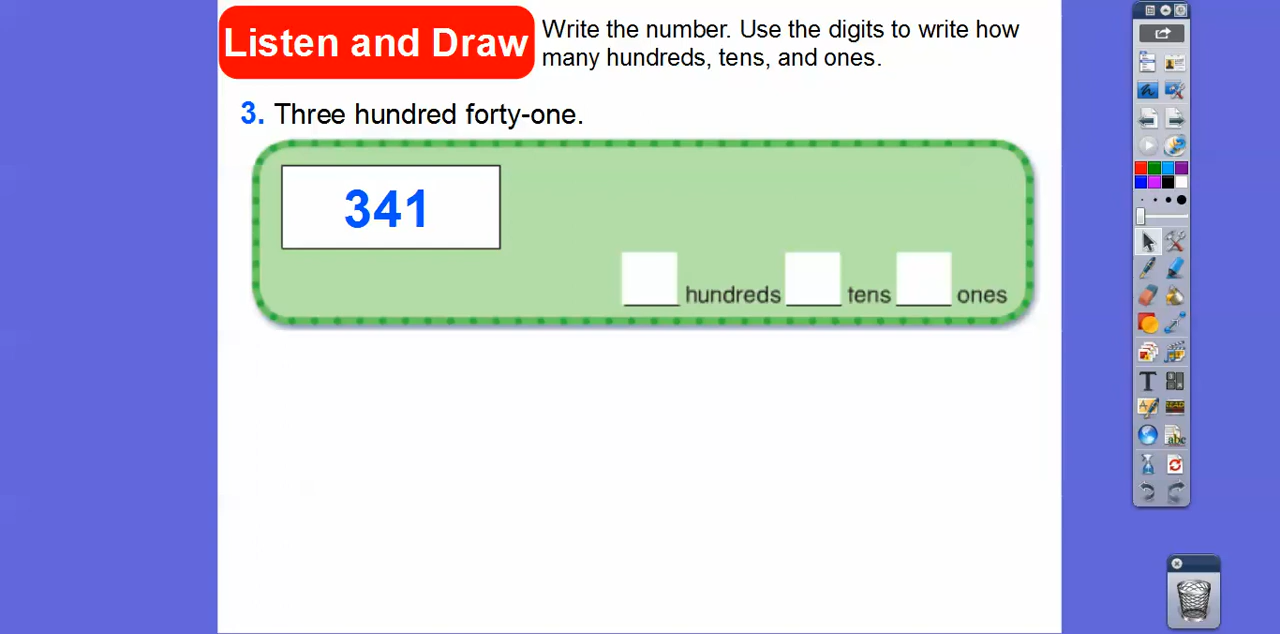 Listen and Draw
Write the number. Use the digits to write how
many hundreds, tens, and ones.
3. Three hundred forty-one.
341
hundreds tens ones